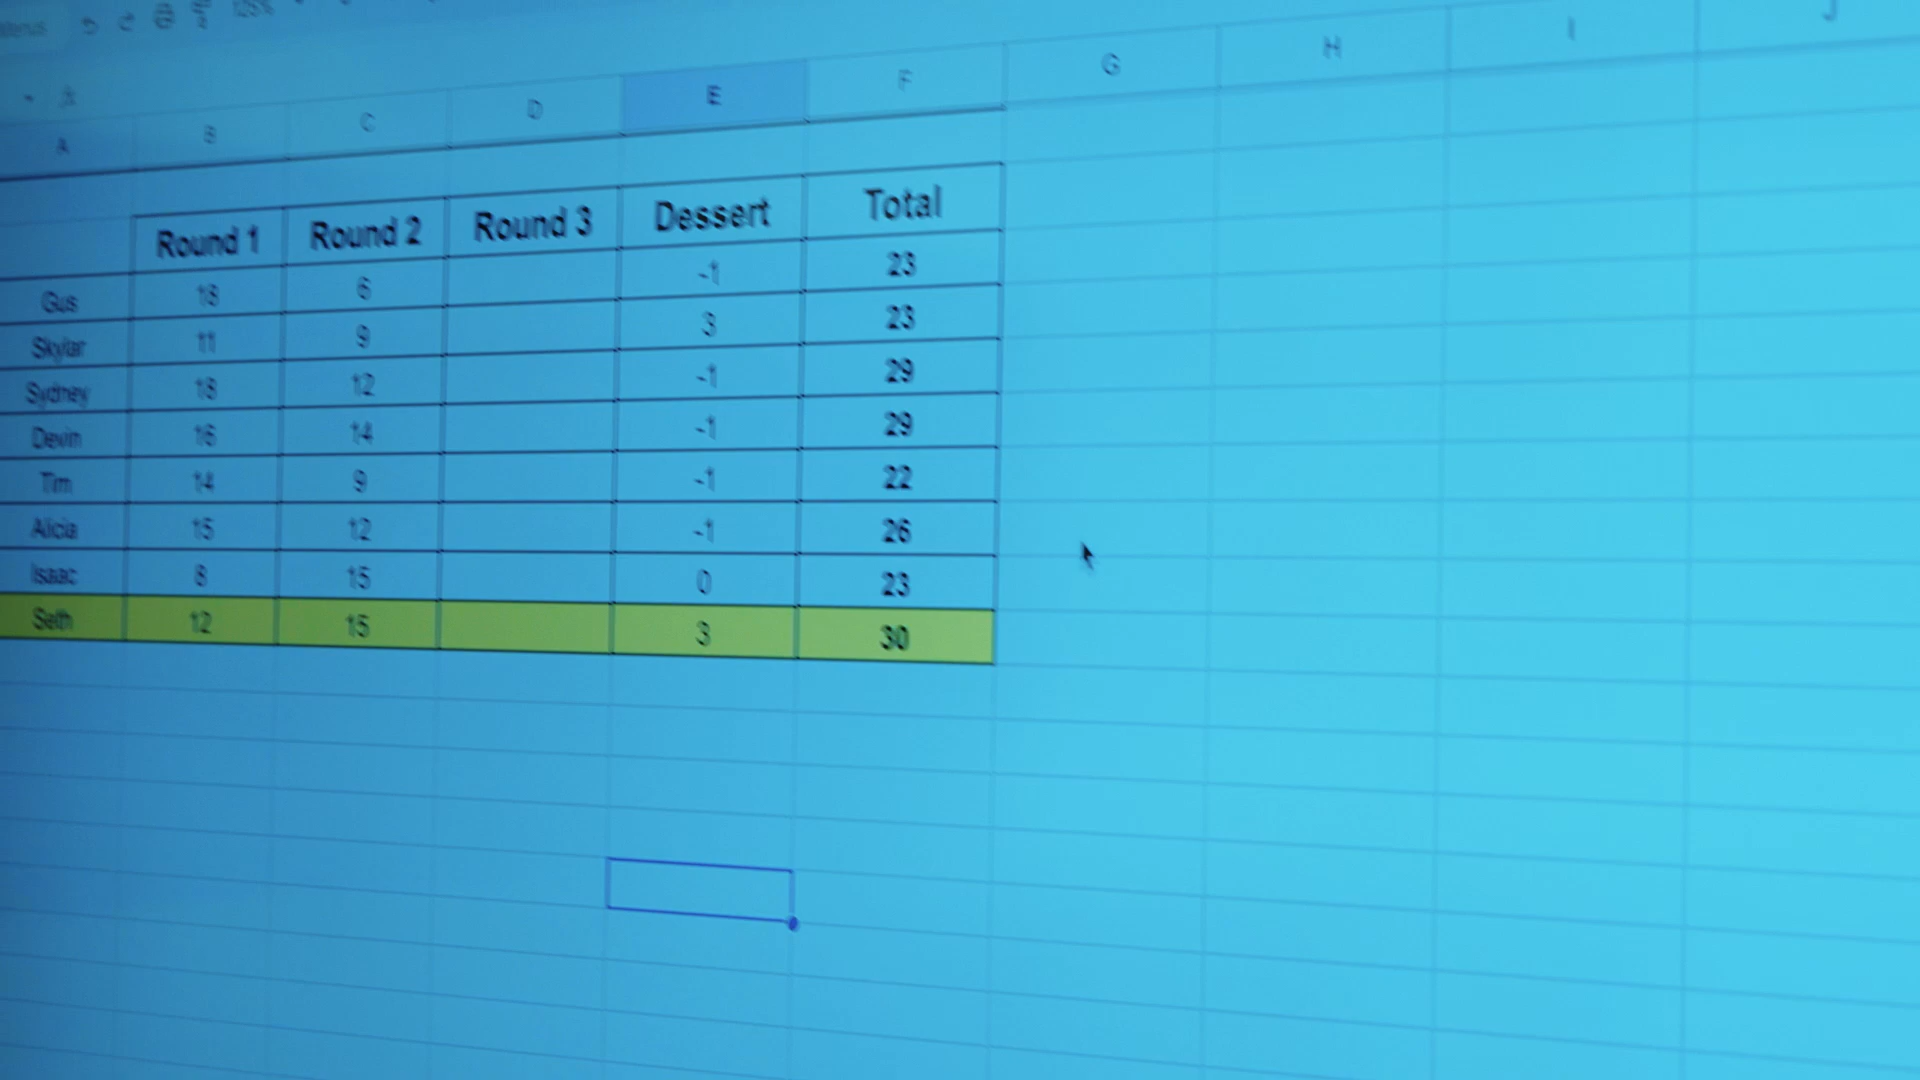 Menus 125%
A B C D E F G H I J
Round 1 Round 2 Round 3 Dessert Total
Gus 18 6 -1 23
Skylar 11 9 3 23
Sydney 18 12 -1 29
Devin 16 14 -1 29
Tim 14 9 -1 22
Alicia 15 12 -1 26
Isaac 8 15 0 23
Seth 12 15 3 30